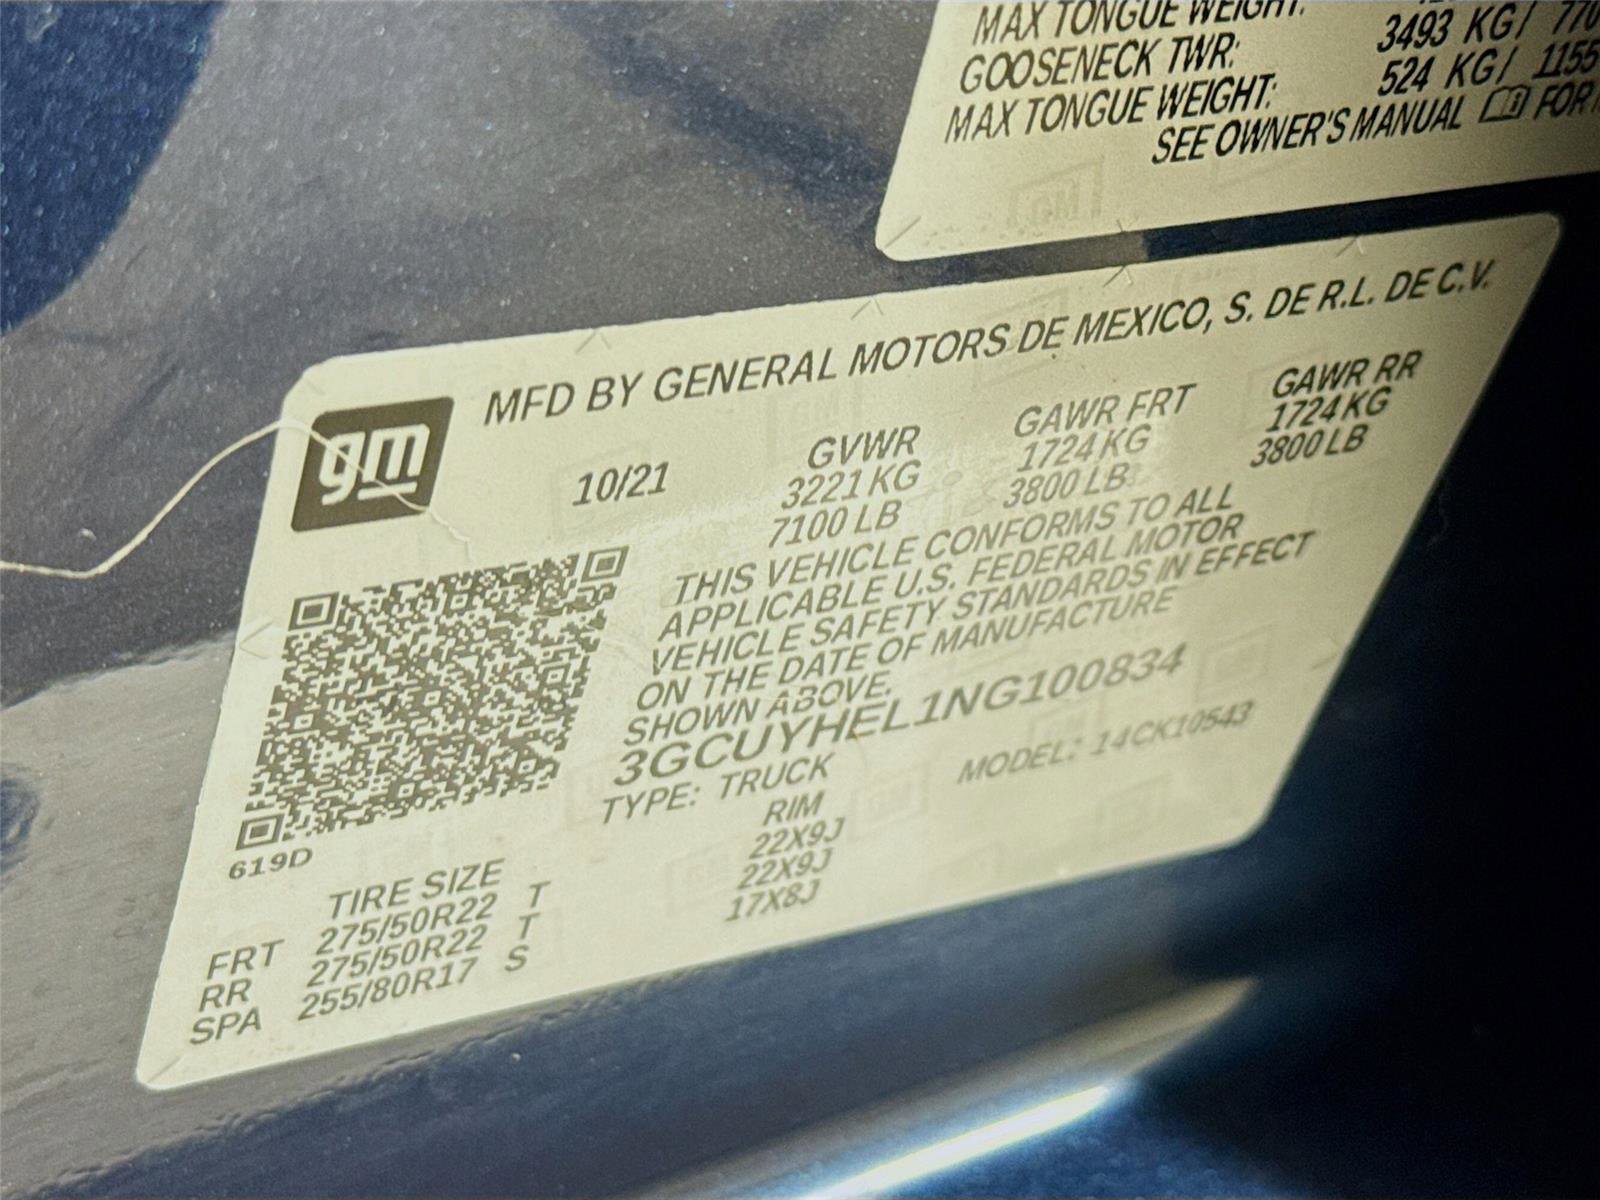 MAX TONGUE WEIGHT:
GOOSENECK TWR: 3493 KG/ 770
MAX TONGUE WEIGHT: 524 KG/ 1155
SEE OWNER'S MANUAL FOR
gm
MFD BY GENERAL MOTORS DE MEXICO, S. DE R.L. DE C.V.
10/21 GVWR GAWR FRT GAWR RR
3221 KG 1724 KG 1724 KG
7100 LB 3800 LB 3800 LB
THIS VEHICLE CONFORMS TO ALL
APPLICABLE U.S. FEDERAL MOTOR
VEHICLE SAFETY STANDARDS IN EFFECT
ON THE DATE OF MANUFACTURE
SHOWN ABOVE.
3GCUYHEL1NG100834
TYPE: TRUCK MODEL: 14CK10543
619D
TIRE SIZE RIM
FRT 275/50R22 T 22X9J
RR 275/50R22 T 22X9J
SPA 255/80R17 S 17X8J